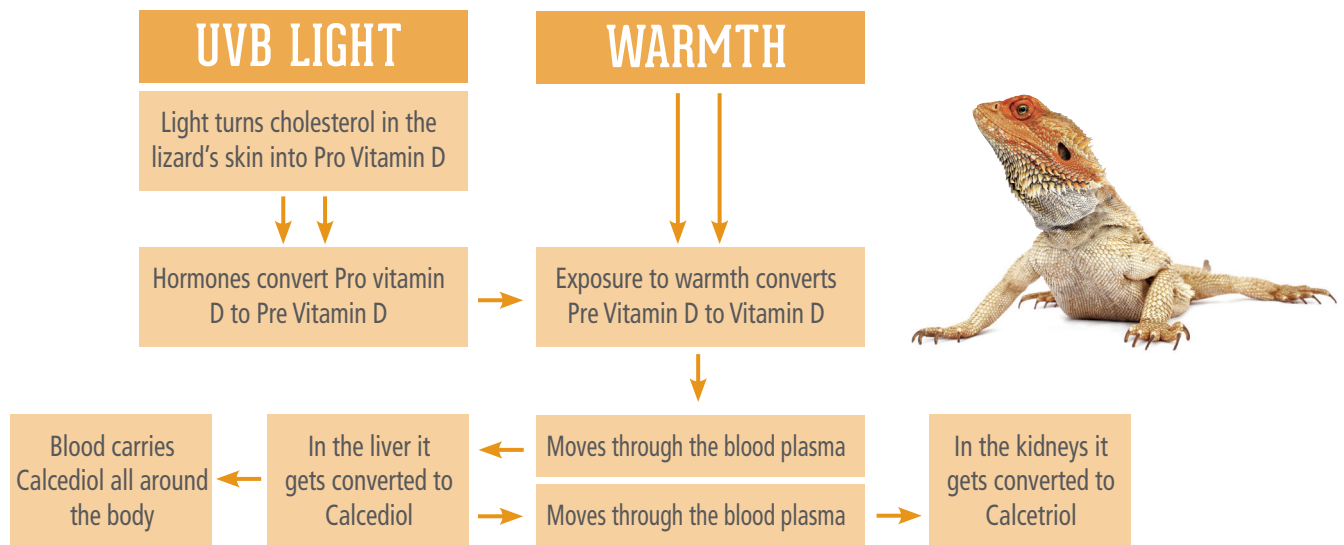 UVB LIGHT
WARMTH
Light turns cholesterol in the
lizard's skin into Pro Vitamin D
Hormones convert Pro vitamin
D to Pre Vitamin D
Exposure to warmth converts
Pre Vitamin D to Vitamin D
Blood carries
Calcediol all around
the body
In the liver it
gets converted to
Calcediol
Moves through the blood plasma
Moves through the blood plasma
In the kidneys it
gets converted to
Calcetriol